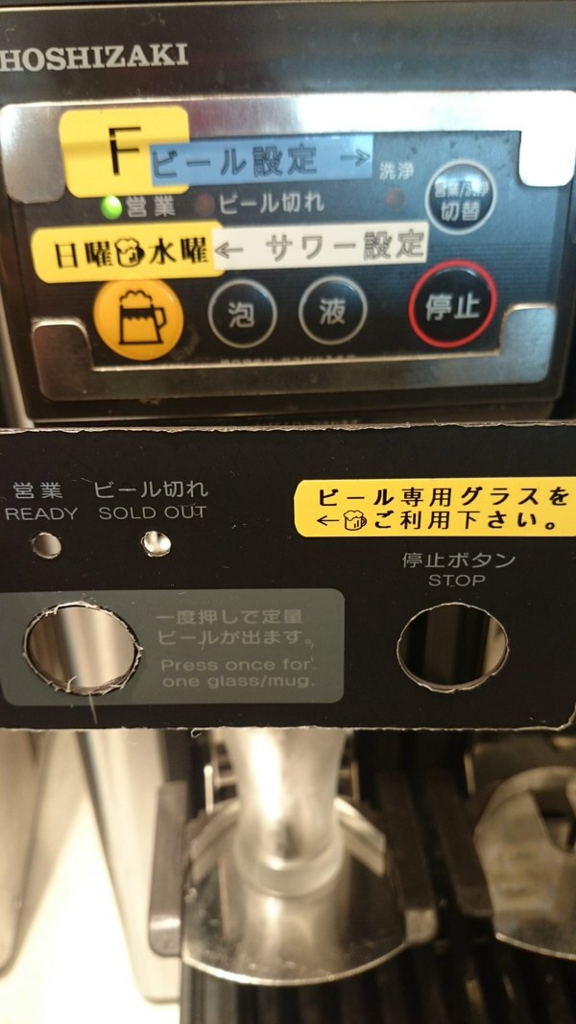 HOSHIZAKI
F
ビール設定 →
洗浄
営業
ビール切れ
営業/洗浄
切替
日曜🍺水曜
← サワー設定
泡
液
停止
営業
READY
ビール切れ
SOLD OUT
ビール専用グラスを
←🍺ご利用下さい。
停止ボタン
STOP
一度押しで定量
ビールが出ます。
Press once for
one glass/mug.